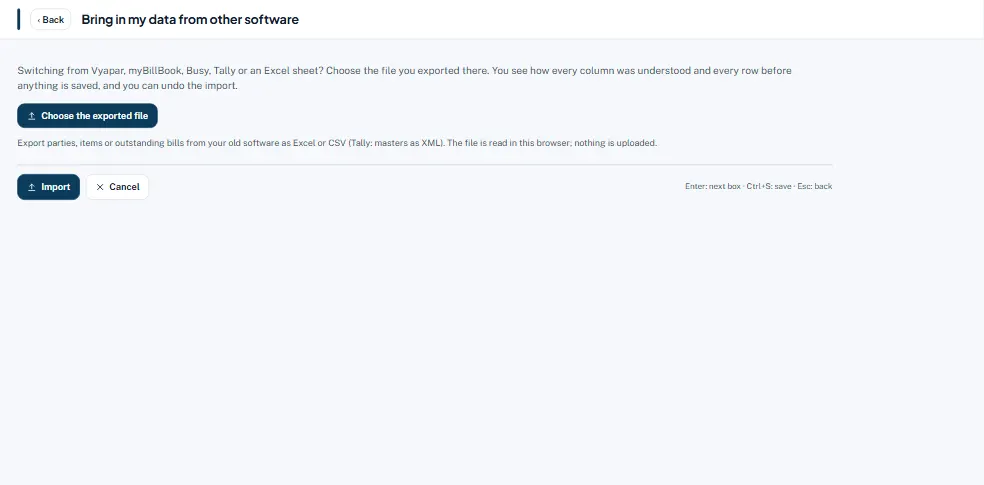 ‹ Back Bring in my data from other software
Switching from Vyapar, myBillBook, Busy, Tally or an Excel sheet? Choose the file you exported there. You see how every column was understood and every row before
anything is saved, and you can undo the import.
Choose the exported file
Export parties, items or outstanding bills from your old software as Excel or CSV (Tally: masters as XML). The file is read in this browser; nothing is uploaded.
Import Cancel Enter: next box · Ctrl+S: save · Esc: back